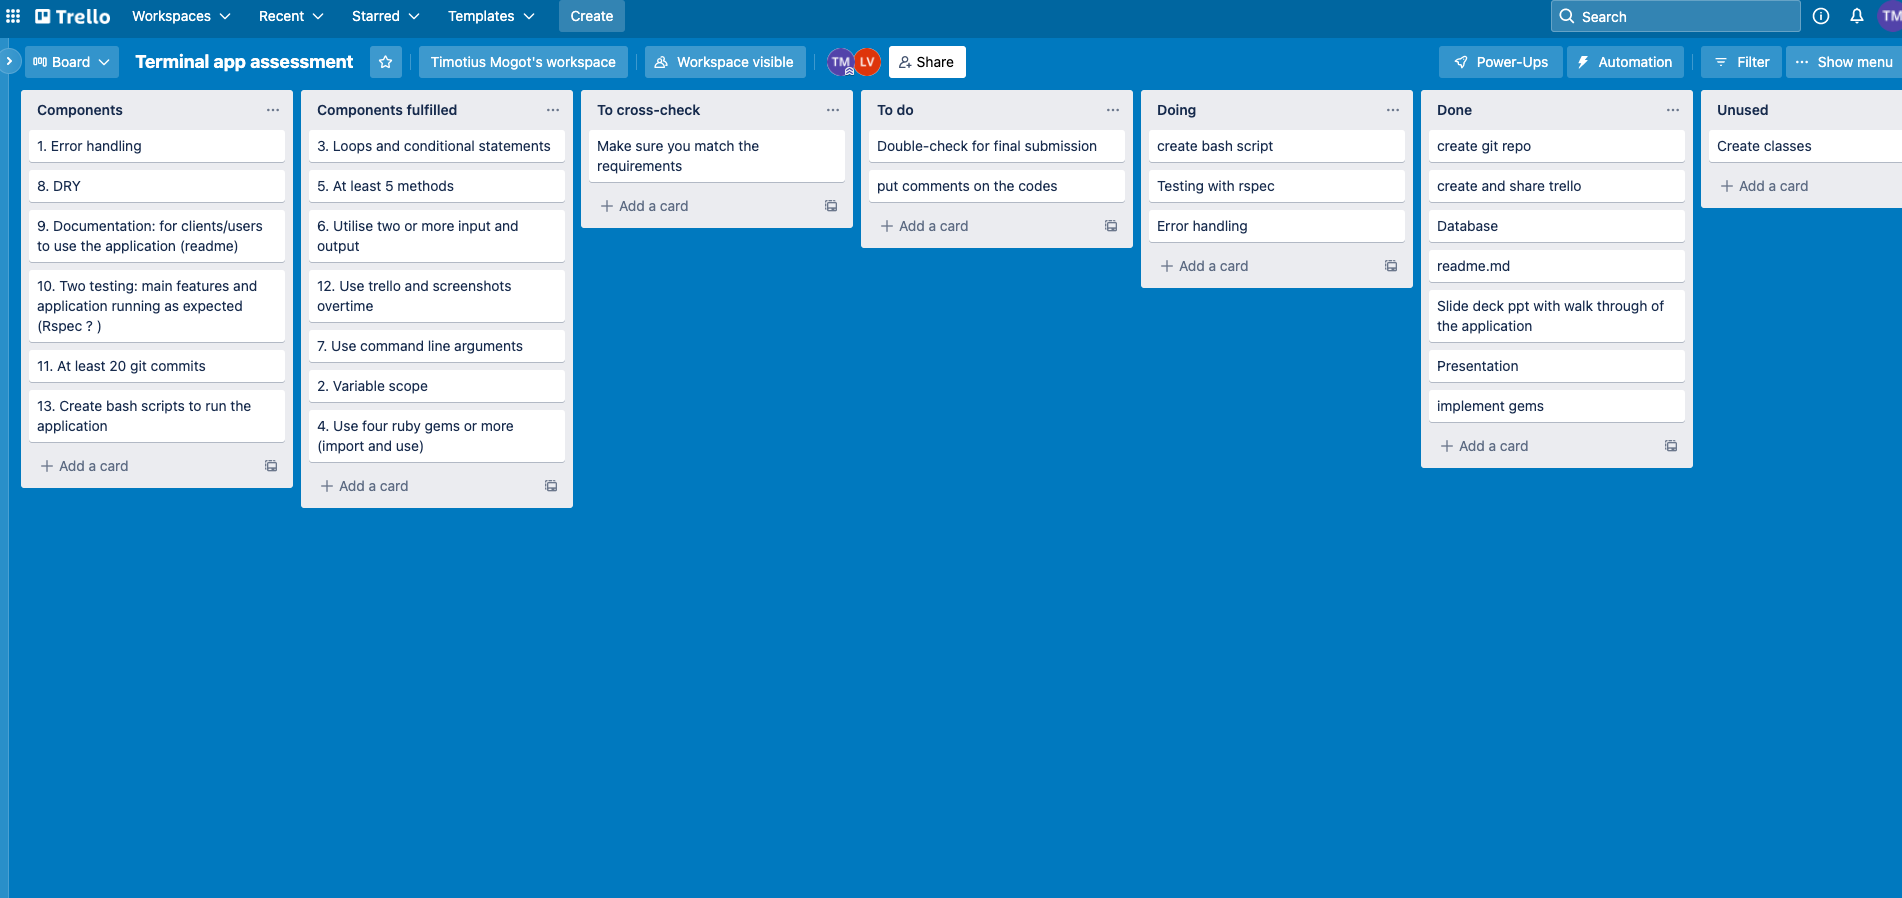 Trello
Workspaces
Recent
Starred
Templates
Create
Search
TM
Board
Terminal app assessment
Timotius Mogot's workspace
Workspace visible
TM
LV
Share
Power-Ups
Automation
Filter
Show menu
Components
1. Error handling
8. DRY
9. Documentation: for clients/users
to use the application (readme)
10. Two testing: main features and
application running as expected
(Rspec ? )
11. At least 20 git commits
13. Create bash scripts to run the
application
Add a card
Components fulfilled
3. Loops and conditional statements
5. At least 5 methods
6. Utilise two or more input and
output
12. Use trello and screenshots
overtime
7. Use command line arguments
2. Variable scope
4. Use four ruby gems or more
(import and use)
Add a card
To cross-check
Make sure you match the
requirements
Add a card
To do
Double-check for final submission
put comments on the codes
Add a card
Doing
create bash script
Testing with rspec
Error handling
Add a card
Done
create git repo
create and share trello
Database
readme.md
Slide deck ppt with walk through of
the application
Presentation
implement gems
Add a card
Unused
Create classes
Add a card